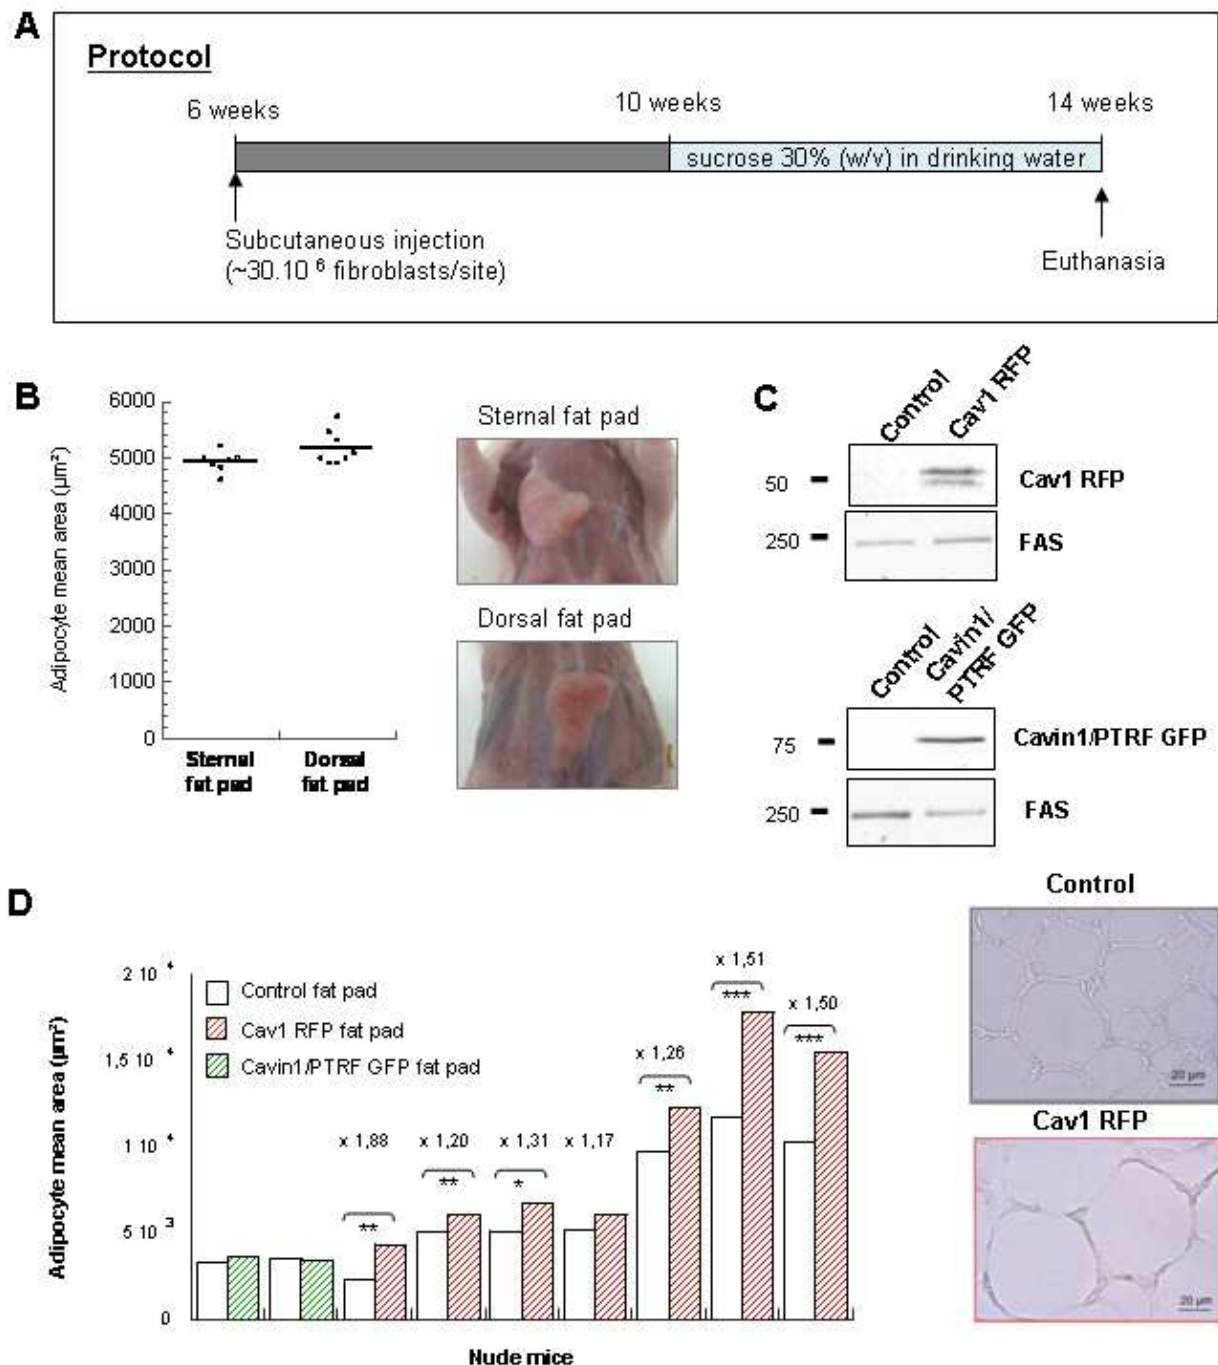 A
Protocol
6 weeks
10 weeks
14 weeks
sucrose 30% (w/v) in drinking water
Subcutaneous injection
(~30.10 6 fibroblasts/site)
Euthanasia
B
Adipocyte mean area (µm²)
6000
5000
4000
3000
2000
1000
0
Sternal
fat pad
Dorsal
fat pad
Sternal fat pad
Dorsal fat pad
C
Control
Cav1 RFP
50
Cav1 RFP
250
FAS
Control
Cavin1/
PTRF GFP
75
Cavin1/PTRF GFP
250
FAS
D
Adipocyte mean area (µm²)
2 10 4
1,5 10 4
1 10 4
5 10 3
0
Control fat pad
Cav1 RFP fat pad
Cavin1/PTRF GFP fat pad
x 1,88
**
x 1,20
**
x 1,31
*
x 1,17
x 1,26
**
x 1,51
***
x 1,50
***
Nude mice
Control
20 µm
Cav1 RFP
20 µm